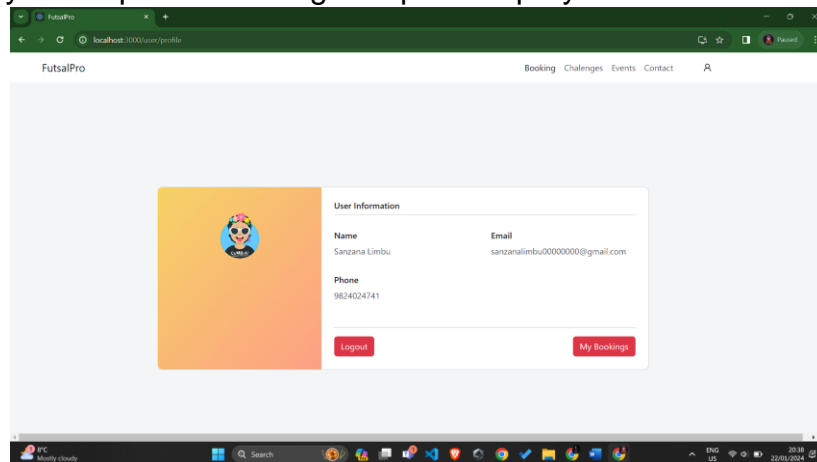 FutsalPro
localhost:3000/user/profile
Paused
FutsalPro
Booking Chalenges Events Contact
User Information
Name
Email
Sanzana Limbu
sanzanalimbu00000000@gmail.com
Phone
9824024741
Logout
My Bookings
8°C
Mostly cloudy
Search
ENG
US
20:38
22/01/2024